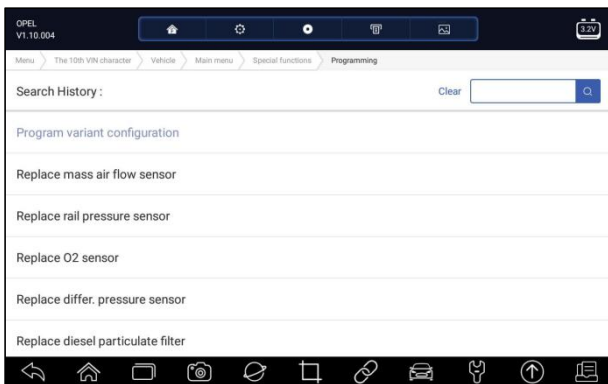 OPEL
V1.10.004
3.2V
Menu The 10th VIN character Vehicle Main menu Special functions Programming
Search History :
Clear
Program variant configuration
Replace mass air flow sensor
Replace rail pressure sensor
Replace O2 sensor
Replace differ. pressure sensor
Replace diesel particulate filter